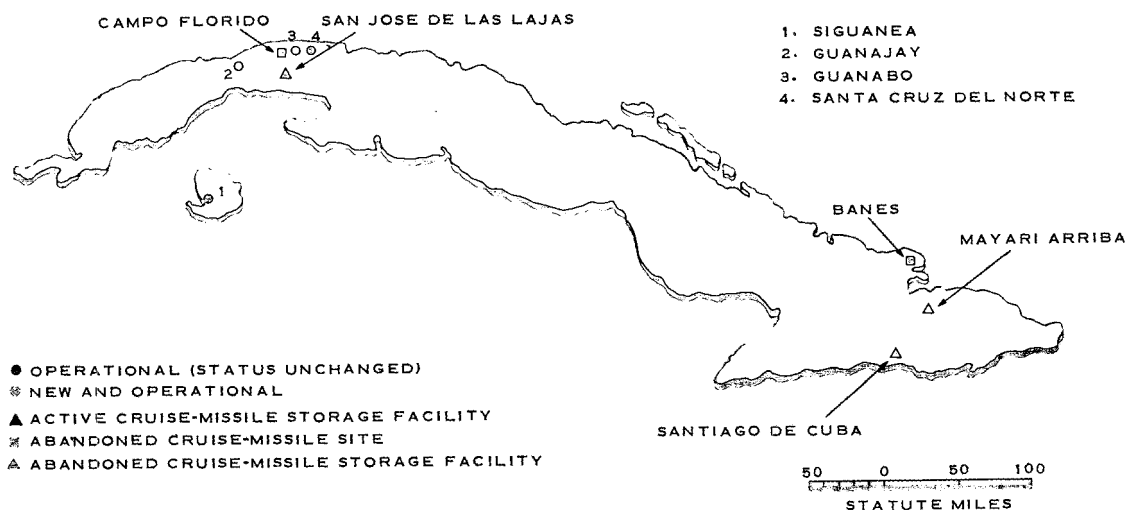 CAMPO FLORIDO
SAN JOSE DE LAS LAJAS
3 4
2
1
1. SIGUANEA
2. GUANAJAY
3. GUANABO
4. SANTA CRUZ DEL NORTE
BANES
MAYARI ARRIBA
SANTIAGO DE CUBA
OPERATIONAL (STATUS UNCHANGED)
NEW AND OPERATIONAL
ACTIVE CRUISE-MISSILE STORAGE FACILITY
ABANDONED CRUISE-MISSILE SITE
ABANDONED CRUISE-MISSILE STORAGE FACILITY
50 0 50 100
STATUTE MILES